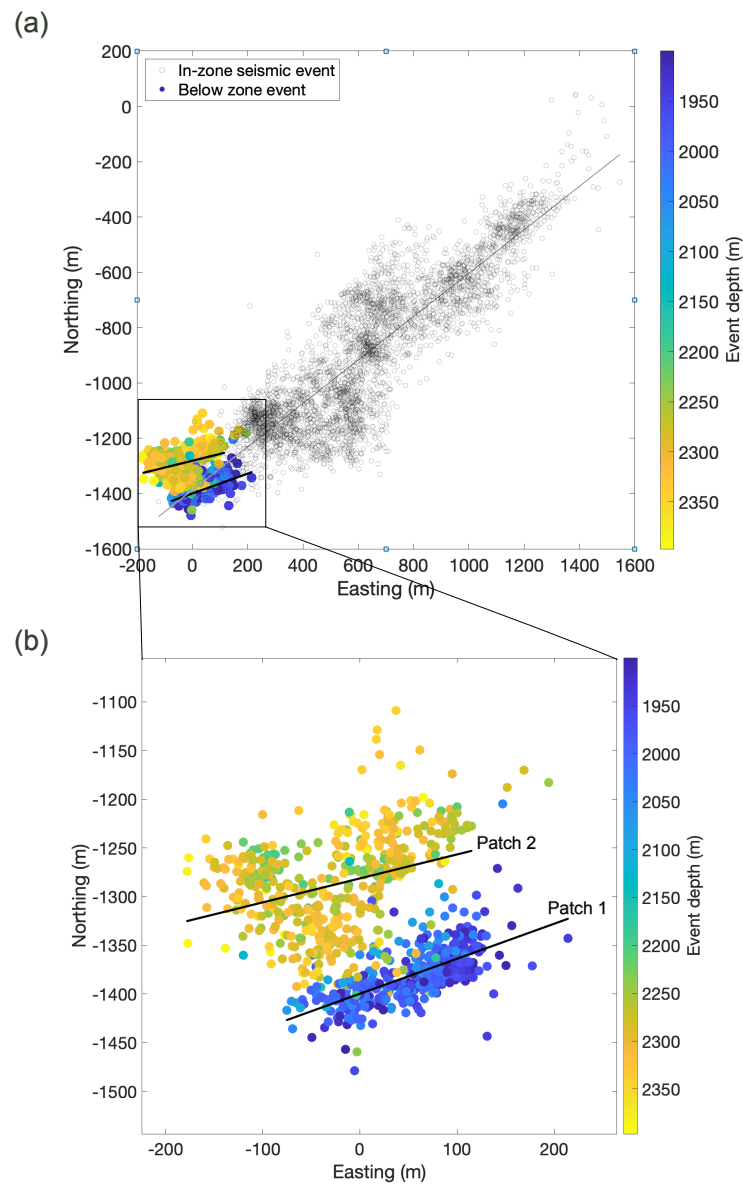 (a)
200
0
-200
-400
-600
-800
-1000
-1200
-1400
-1600
Northing (m)
In-zone seismic event
Below zone event
-200 0 200 400 600 800 1000 1200 1400 1600
Easting (m)
1950
2000
2050
2100
2150
2200
2250
2300
2350
Event depth (m)
(b)
-1100
-1150
-1200
-1250
-1300
-1350
-1400
-1450
-1500
Northing (m)
Patch 2
Patch 1
-200 -100 0 100 200
Easting (m)
1950
2000
2050
2100
2150
2200
2250
2300
2350
Event depth (m)